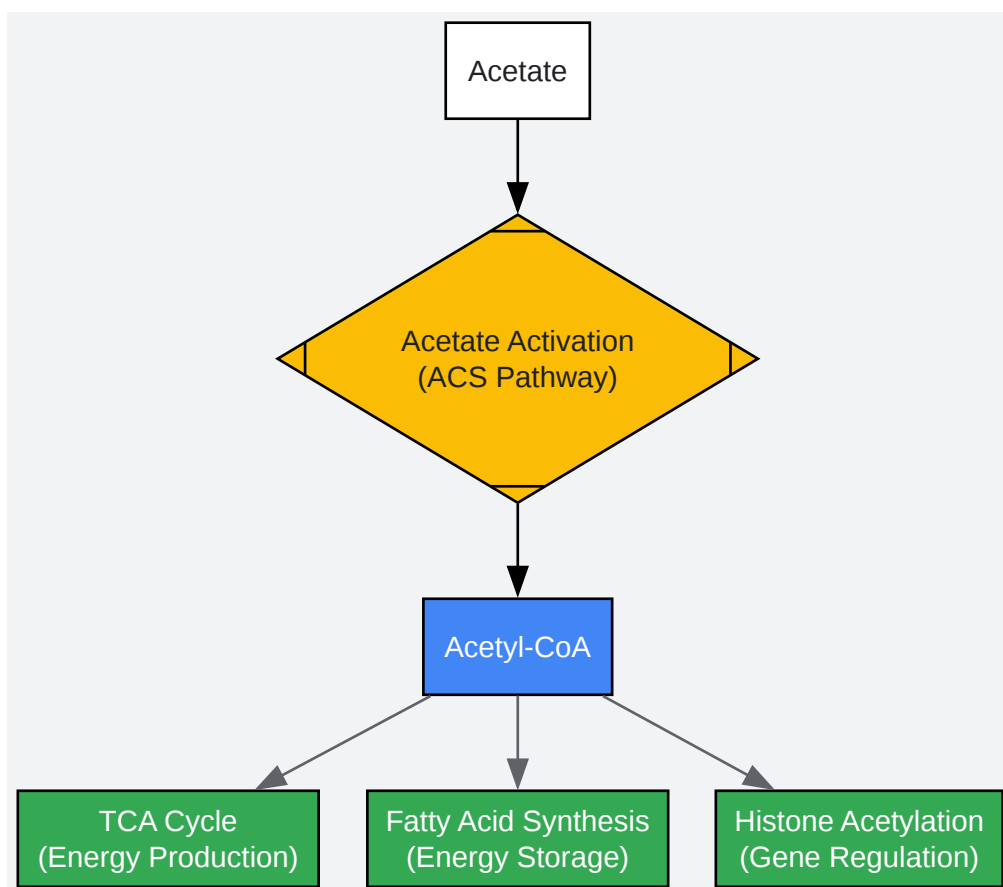 Acetate
Acetate Activation
(ACS Pathway)
Acetyl-CoA
TCA Cycle
(Energy Production)
Fatty Acid Synthesis
(Energy Storage)
Histone Acetylation
(Gene Regulation)